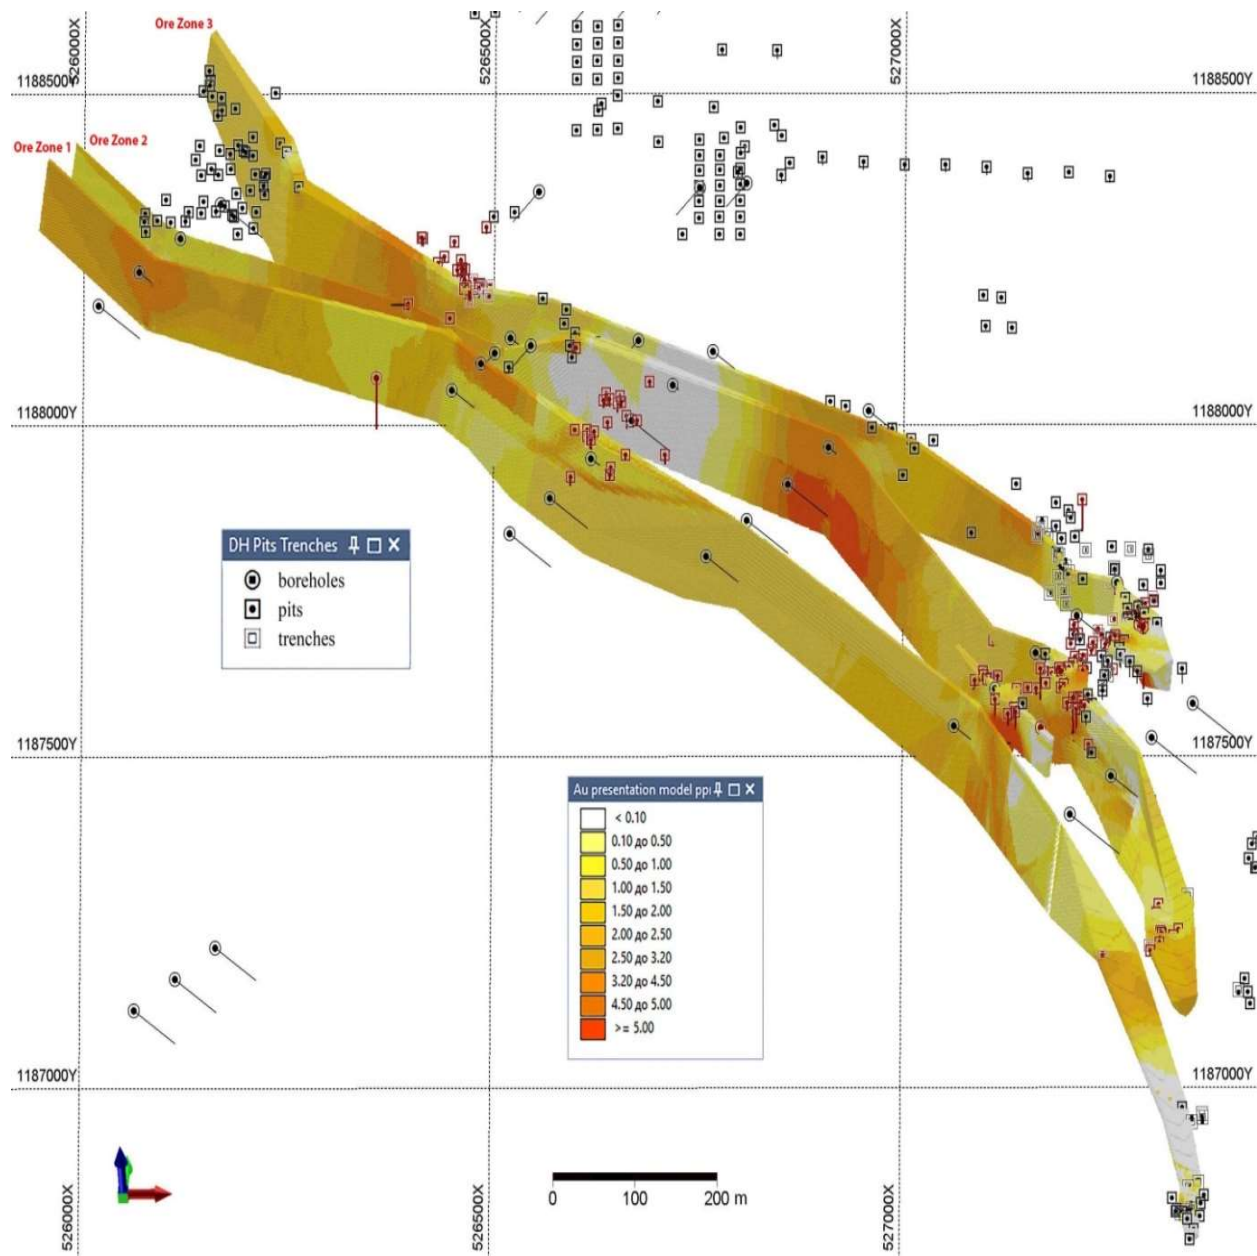 Ore Zone 3
526000X
526500X
527000X
1188500Y
1188500Y
Ore Zone 1
Ore Zone 2
1188000Y
1188000Y
DH Pits Trenches
boreholes
pits
trenches
1187500Y
1187500Y
Au presentation model ppı
< 0.10
0.10 до 0.50
0.50 до 1.00
1.00 до 1.50
1.50 до 2.00
2.00 до 2.50
2.50 до 3.20
3.20 до 4.50
4.50 до 5.00
>= 5.00
1187000Y
1187000Y
0
100
200 m
526000X
526500X
527000X